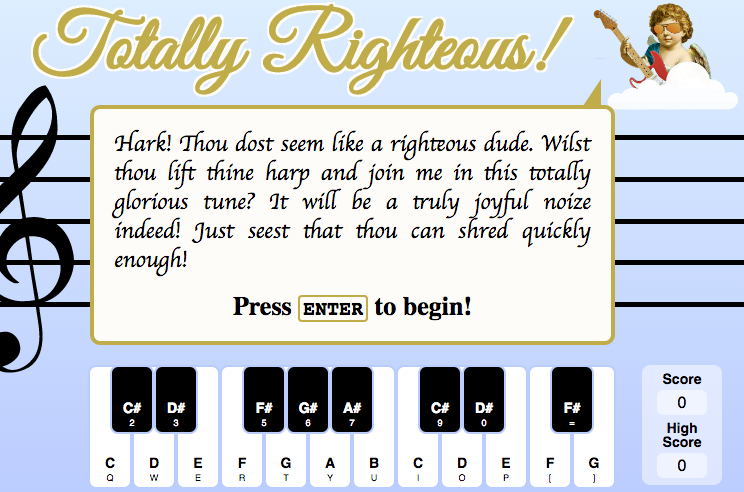 Totally Righteous!
Hark! Thou dost seem like a righteous dude. Wilst
thou lift thine harp and join me in this totally
glorious tune? It will be a truly joyful noize
indeed! Just seest that thou can shred quickly
enough!
Press ENTER to begin!
C# D# F# G# A# C# D# F#
2 3 5 6 7 9 0 =
C D E F G A B C D E F G
Q W E R T Y U I O P [ ]
Score
0
High
Score
0